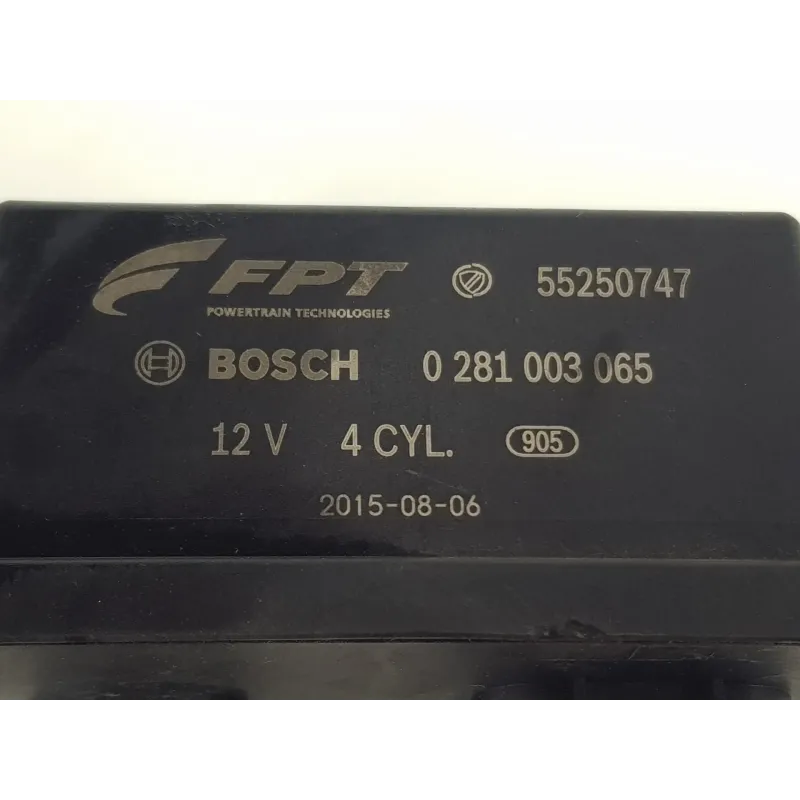 FPT 55250747
POWERTRAIN TECHNOLOGIES
BOSCH 0 281 003 065
12 V 4 CYL. 905
2015-08-06